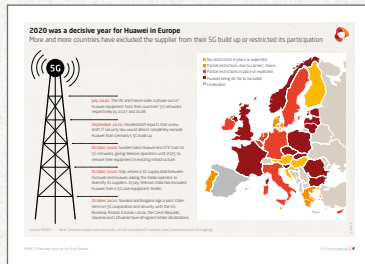 2020 was a decisive year for Huawei in Europe
More and more countries have excluded the supplier from their 5G build up or restricted its participation
5G
No restrictions in place or expected
Partial restrictions due to carriers' choice
Partial restrictions in place or expected
Huawei being de facto excluded
Undecided
July 2020: The UK and France order a phase-out of
Huawei equipment from their countries' 5G networks
respectively by 2027 and 2028.
September 2020: Handelsblatt reports that a new
draft IT security law would almost completely exclude
Huawei from Germany's 5G build up.
October 2020: Sweden bans Huawei and ZTE from its
5G networks, giving telecom operators until 2025 to
remove their equipment in existing infrastructure.
October 2020: Italy vetoes a 5G supply deal between
Fastweb and Huawei, asking the Italian operator to
diversify its suppliers. In July, Telecom Italia had excluded
Huawei from a 5G core equipment tender.
October 2020: Slovakia and Bulgaria sign a joint state-
ment on 5G cooperation and security with the US.
Romania, Poland, Estonia, Latvia, the Czech Republic,
Slovenia and Lithuania have all signed similar declarations.
4